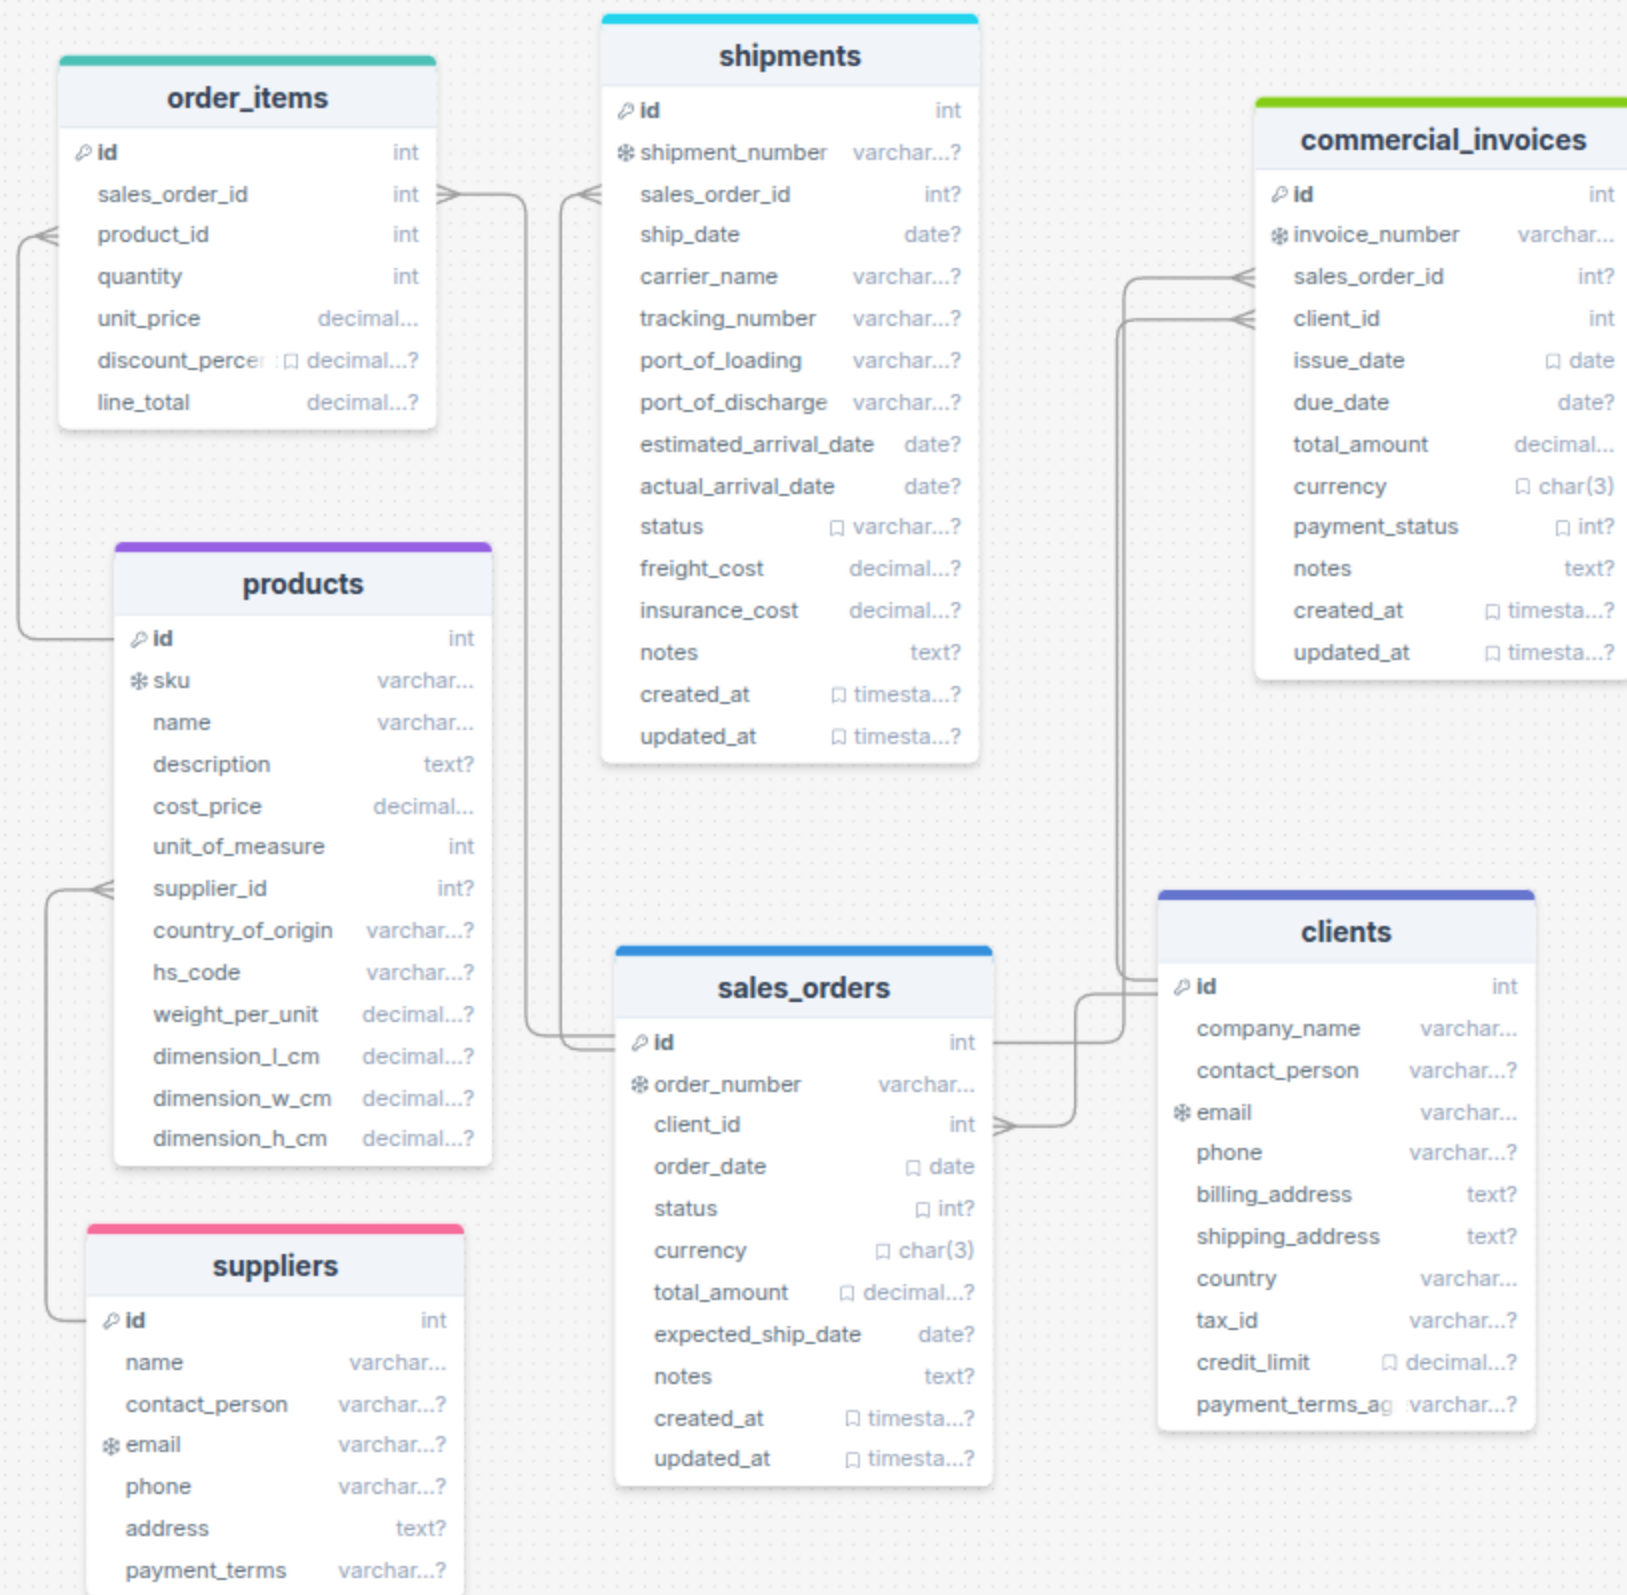 order_items
id int
sales_order_id int
product_id int
quantity int
unit_price decimal...
discount_percer decimal...?
line_total decimal...?
products
id int
sku varchar...
name varchar...
description text?
cost_price decimal...
unit_of_measure int
supplier_id int?
country_of_origin varchar...?
hs_code varchar...?
weight_per_unit decimal...?
dimension_l_cm decimal...?
dimension_w_cm decimal...?
dimension_h_cm decimal...?
suppliers
id int
name varchar...
contact_person varchar...?
email varchar...?
phone varchar...?
address text?
payment_terms varchar...?
shipments
id int
shipment_number varchar...?
sales_order_id int?
ship_date date?
carrier_name varchar...?
tracking_number varchar...?
port_of_loading varchar...?
port_of_discharge varchar...?
estimated_arrival_date date?
actual_arrival_date date?
status varchar...?
freight_cost decimal...?
insurance_cost decimal...?
notes text?
created_at timesta...?
updated_at timesta...?
sales_orders
id int
order_number varchar...
client_id int
order_date date
status int?
currency char(3)
total_amount decimal...?
expected_ship_date date?
notes text?
created_at timesta...?
updated_at timesta...?
commercial_invoices
id int
invoice_number varchar...
sales_order_id int?
client_id int
issue_date date
due_date date?
total_amount decimal...
currency char(3)
payment_status int?
notes text?
created_at timesta...?
updated_at timesta...?
clients
id int
company_name varchar...
contact_person varchar...?
email varchar...
phone varchar...?
billing_address text?
shipping_address text?
country varchar...
tax_id varchar...?
credit_limit decimal...?
payment_terms_ag varchar...?